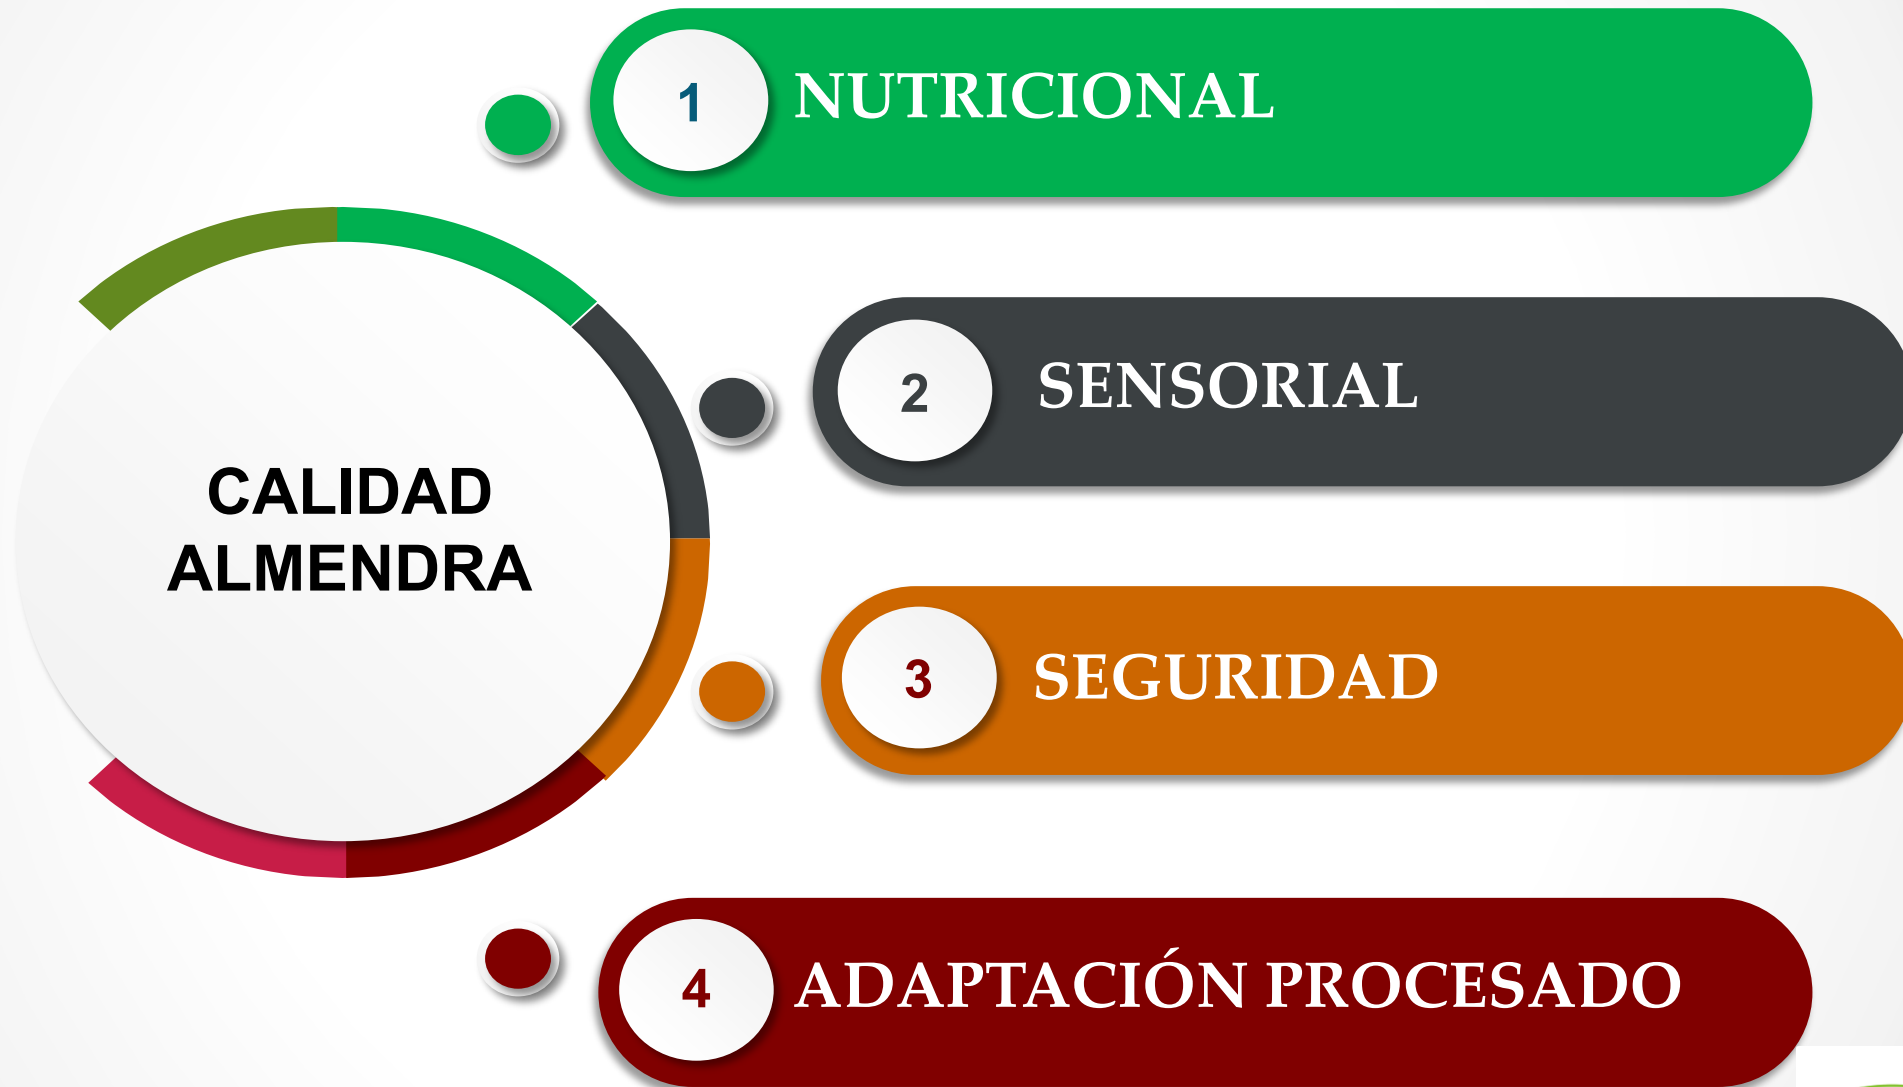 1 NUTRICIONAL
2 SENSORIAL
CALIDAD
ALMENDRA
3 SEGURIDAD
4 ADAPTACIÓN PROCESADO